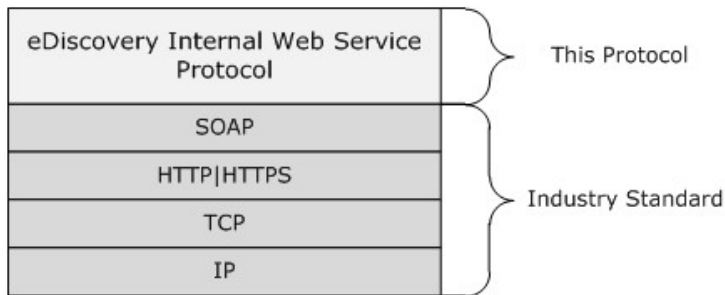 eDiscovery Internal Web Service
Protocol
This Protocol
SOAP
HTTP|HTTPS
TCP
IP
Industry Standard